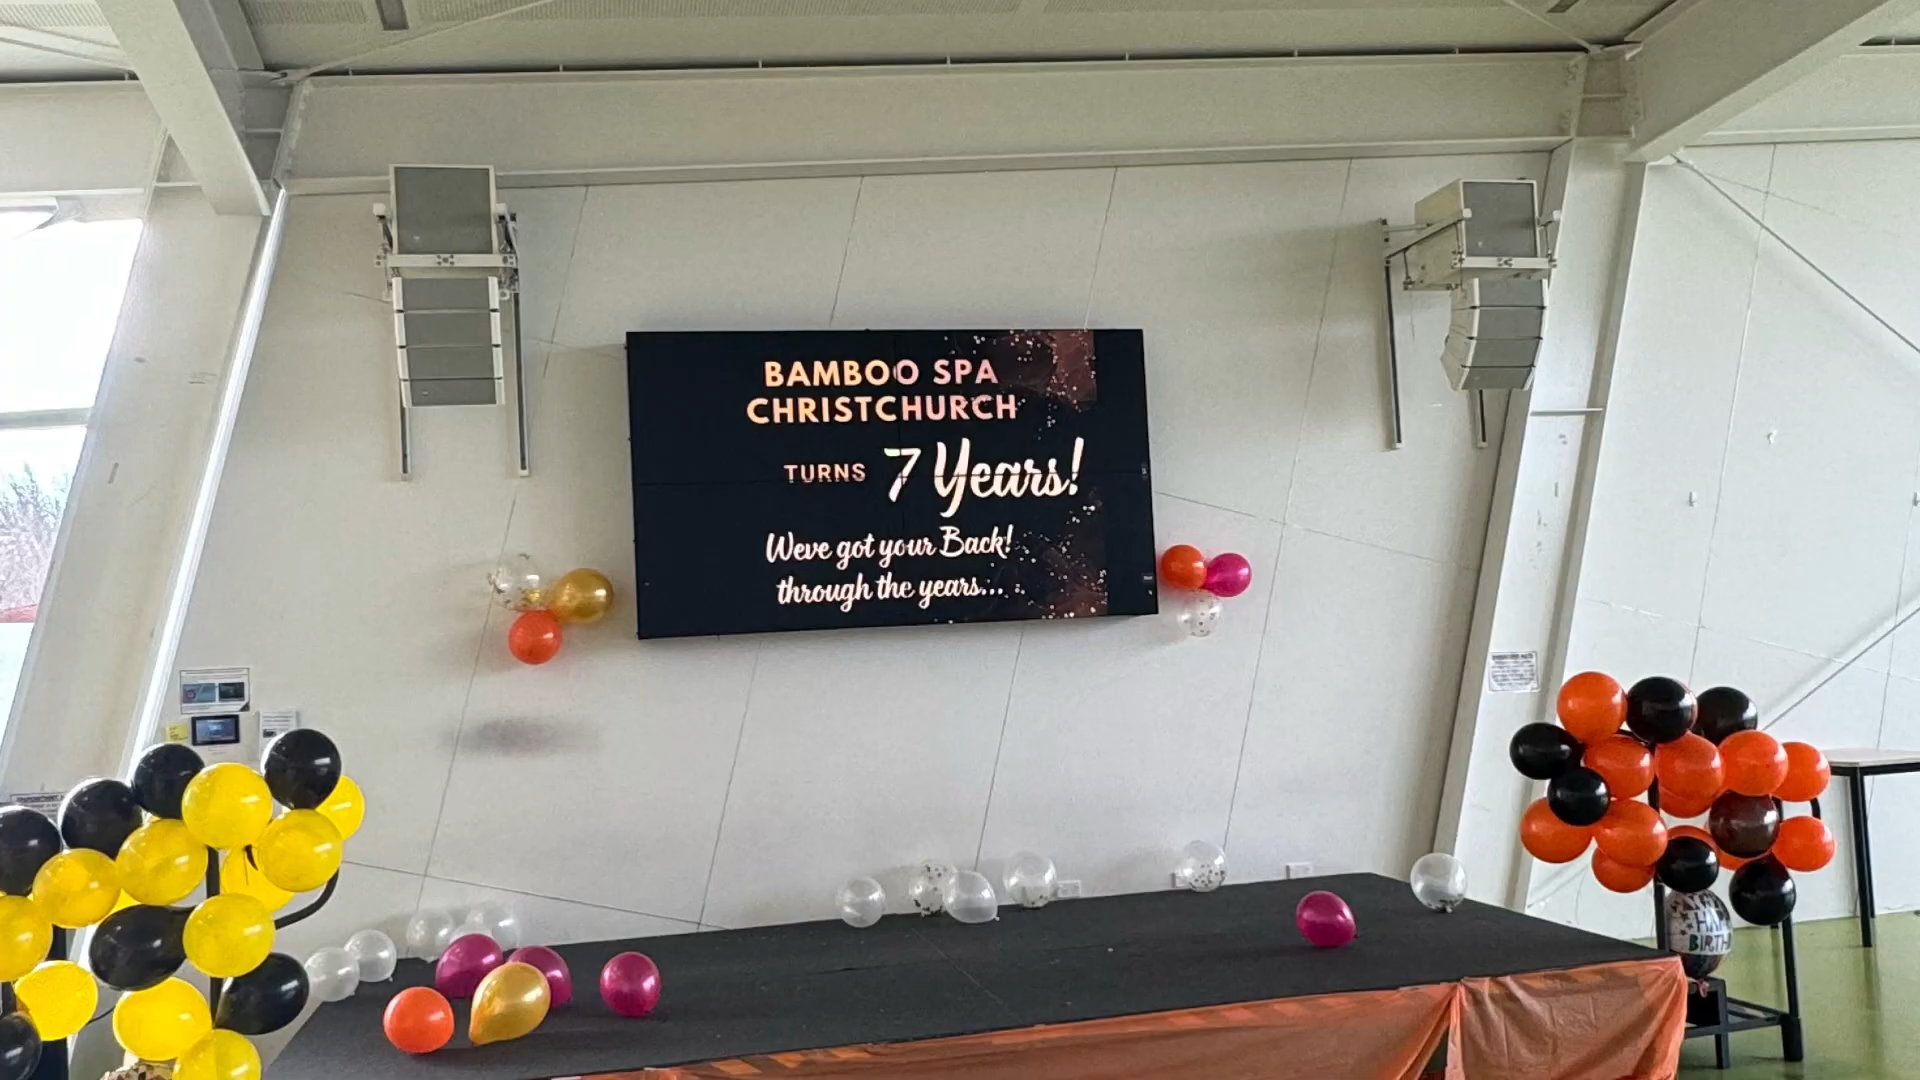 BAMBOO SPA
CHRISTCHURCH
TURNS 7 Years!
Weve got your Back!
through the years...